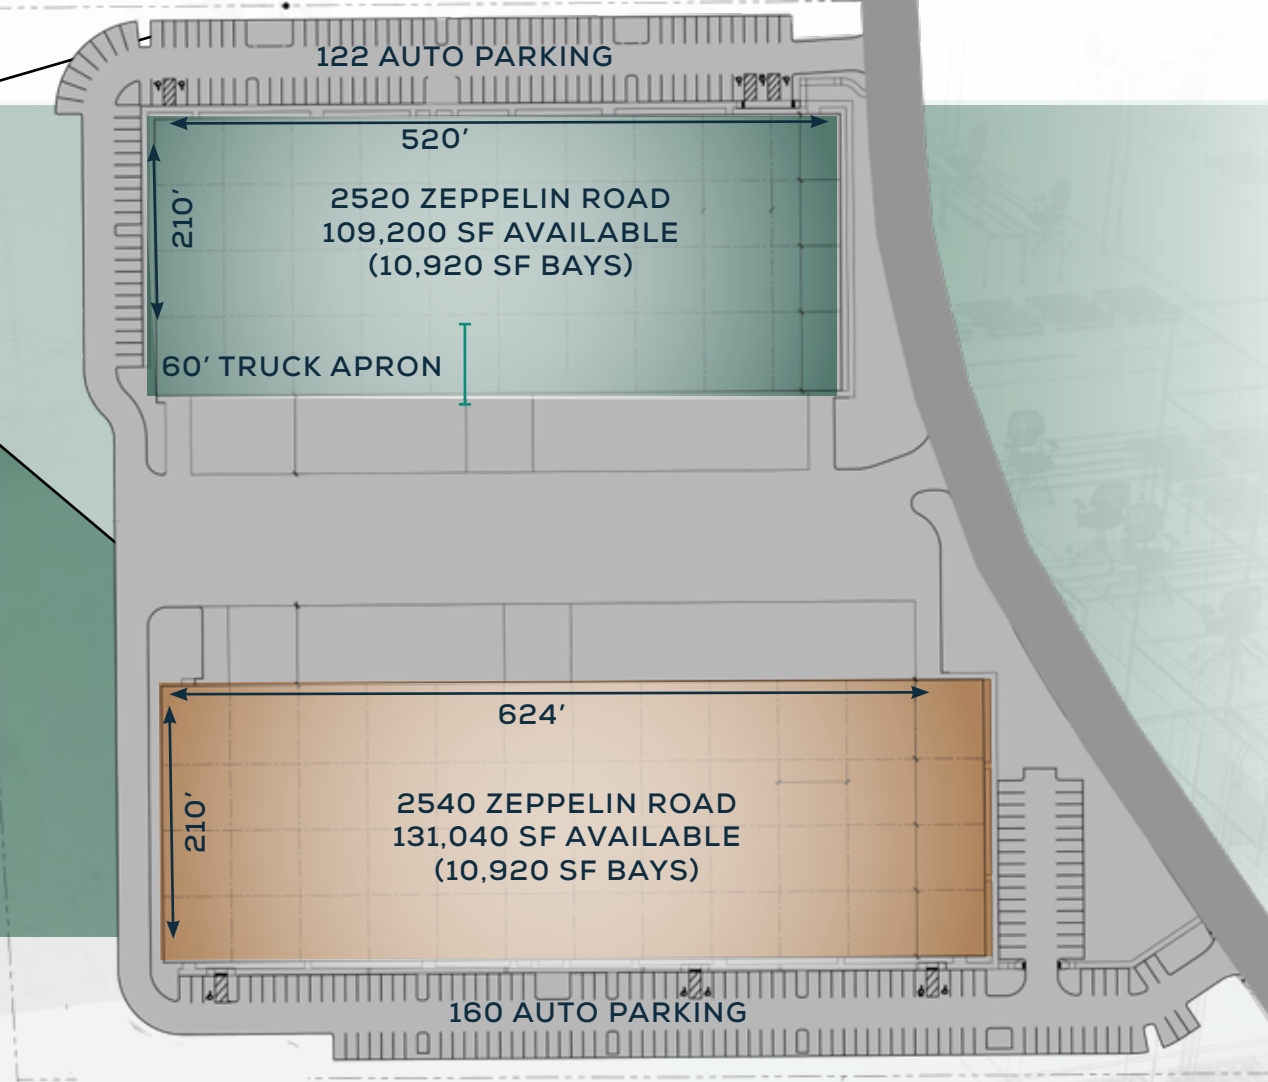 122 AUTO PARKING
520′
210′
2520 ZEPPELIN ROAD
109,200 SF AVAILABLE
(10,920 SF BAYS)
60′ TRUCK APRON
624′
210′
2540 ZEPPELIN ROAD
131,040 SF AVAILABLE
(10,920 SF BAYS)
160 AUTO PARKING